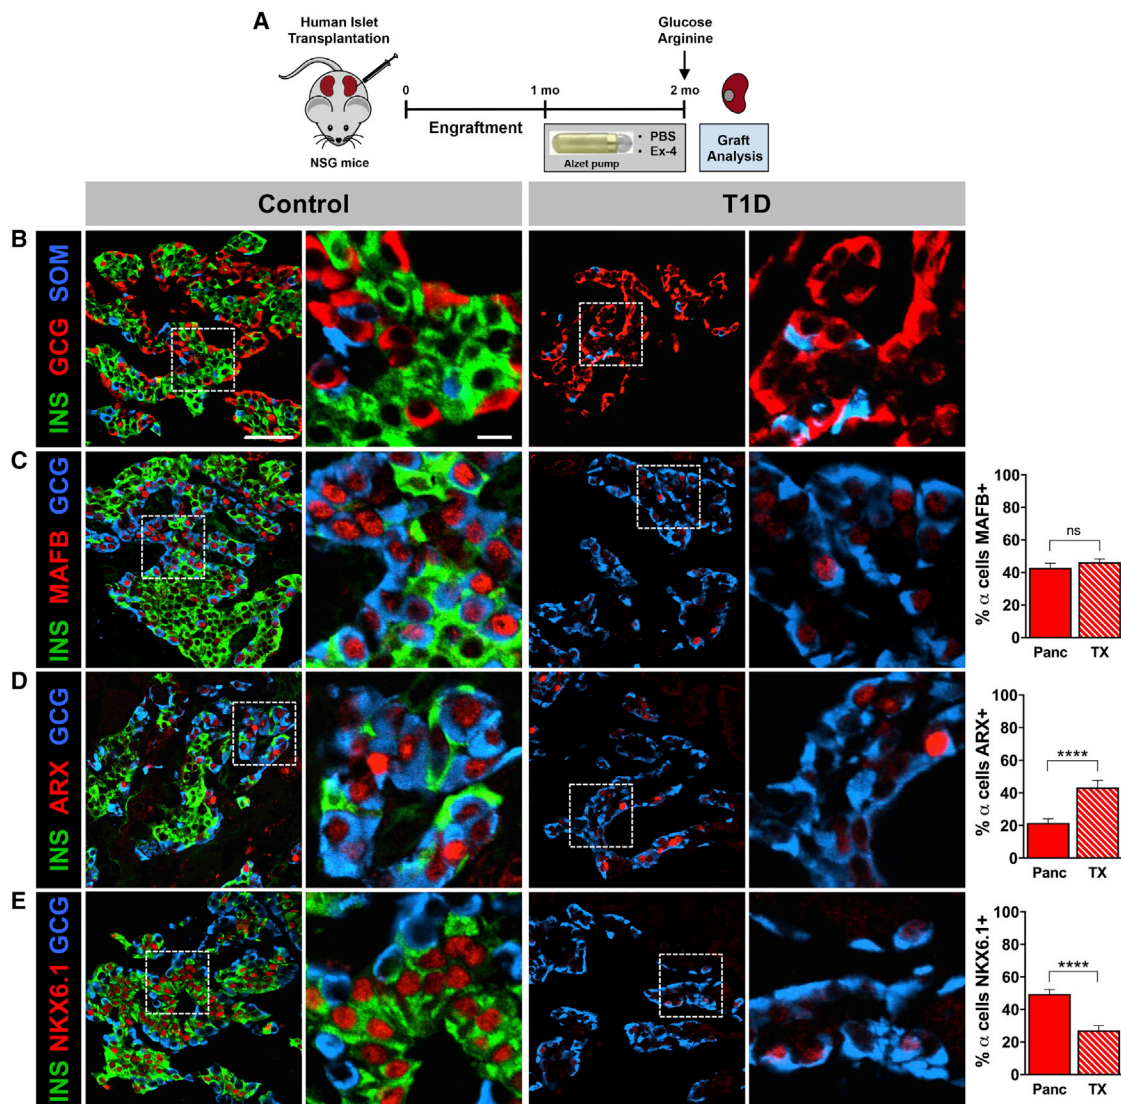 A
Human Islet
Transplantation
NSG mice
0
1 mo
2 mo
Engraftment
Glucose
Arginine
Alzet pump
• PBS
• Ex-4
Graft
Analysis
Control
T1D
B
INS GCG SOM
C
INS MAFB GCG
% α cells MAFB+
100
80
60
40
20
0
ns
Panc
TX
D
INS ARX GCG
% α cells ARX+
100
80
60
40
20
0
****
Panc
TX
E
INS NKX6.1 GCG
% α cells NKX6.1+
100
80
60
40
20
0
****
Panc
TX